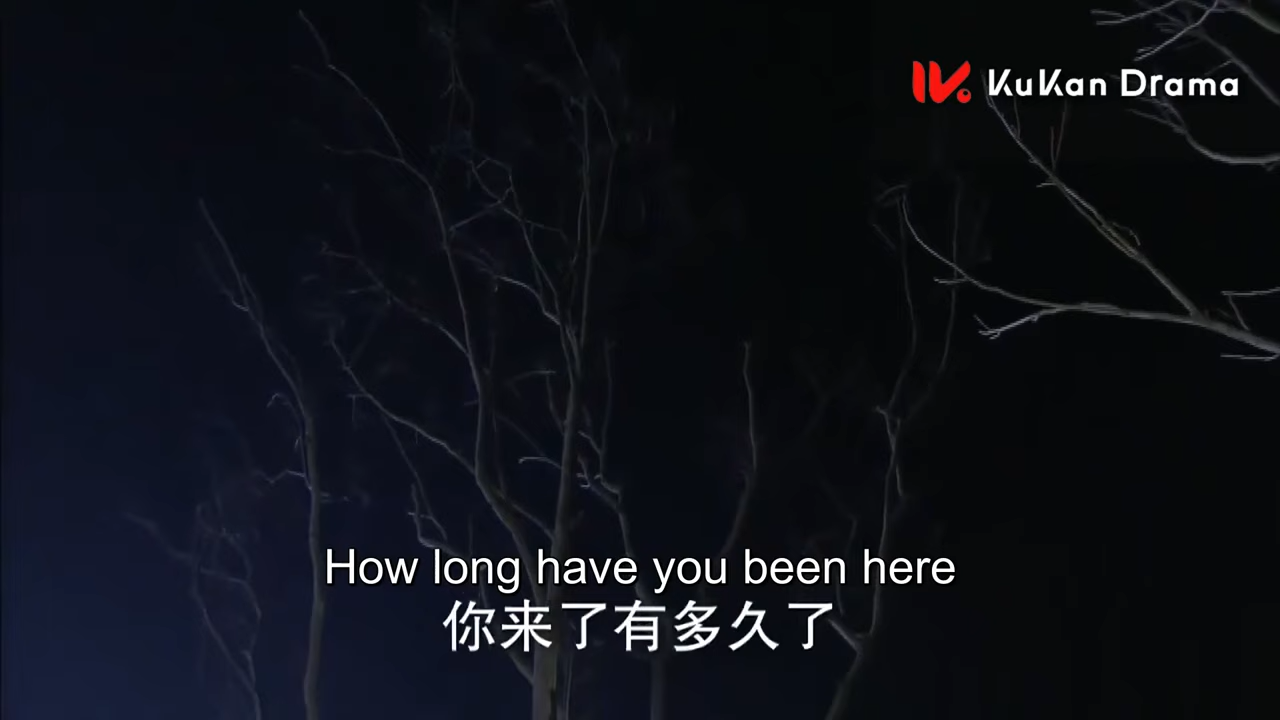 KuKan Drama
How long have you been here
你来了有多久了